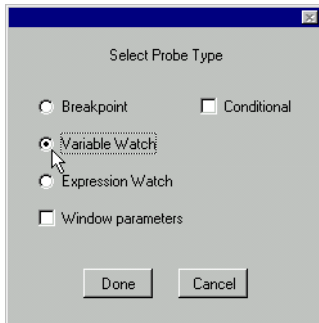 Select Probe Type
Breakpoint
Conditional
Variable Watch
Expression Watch
Window parameters
Done
Cancel